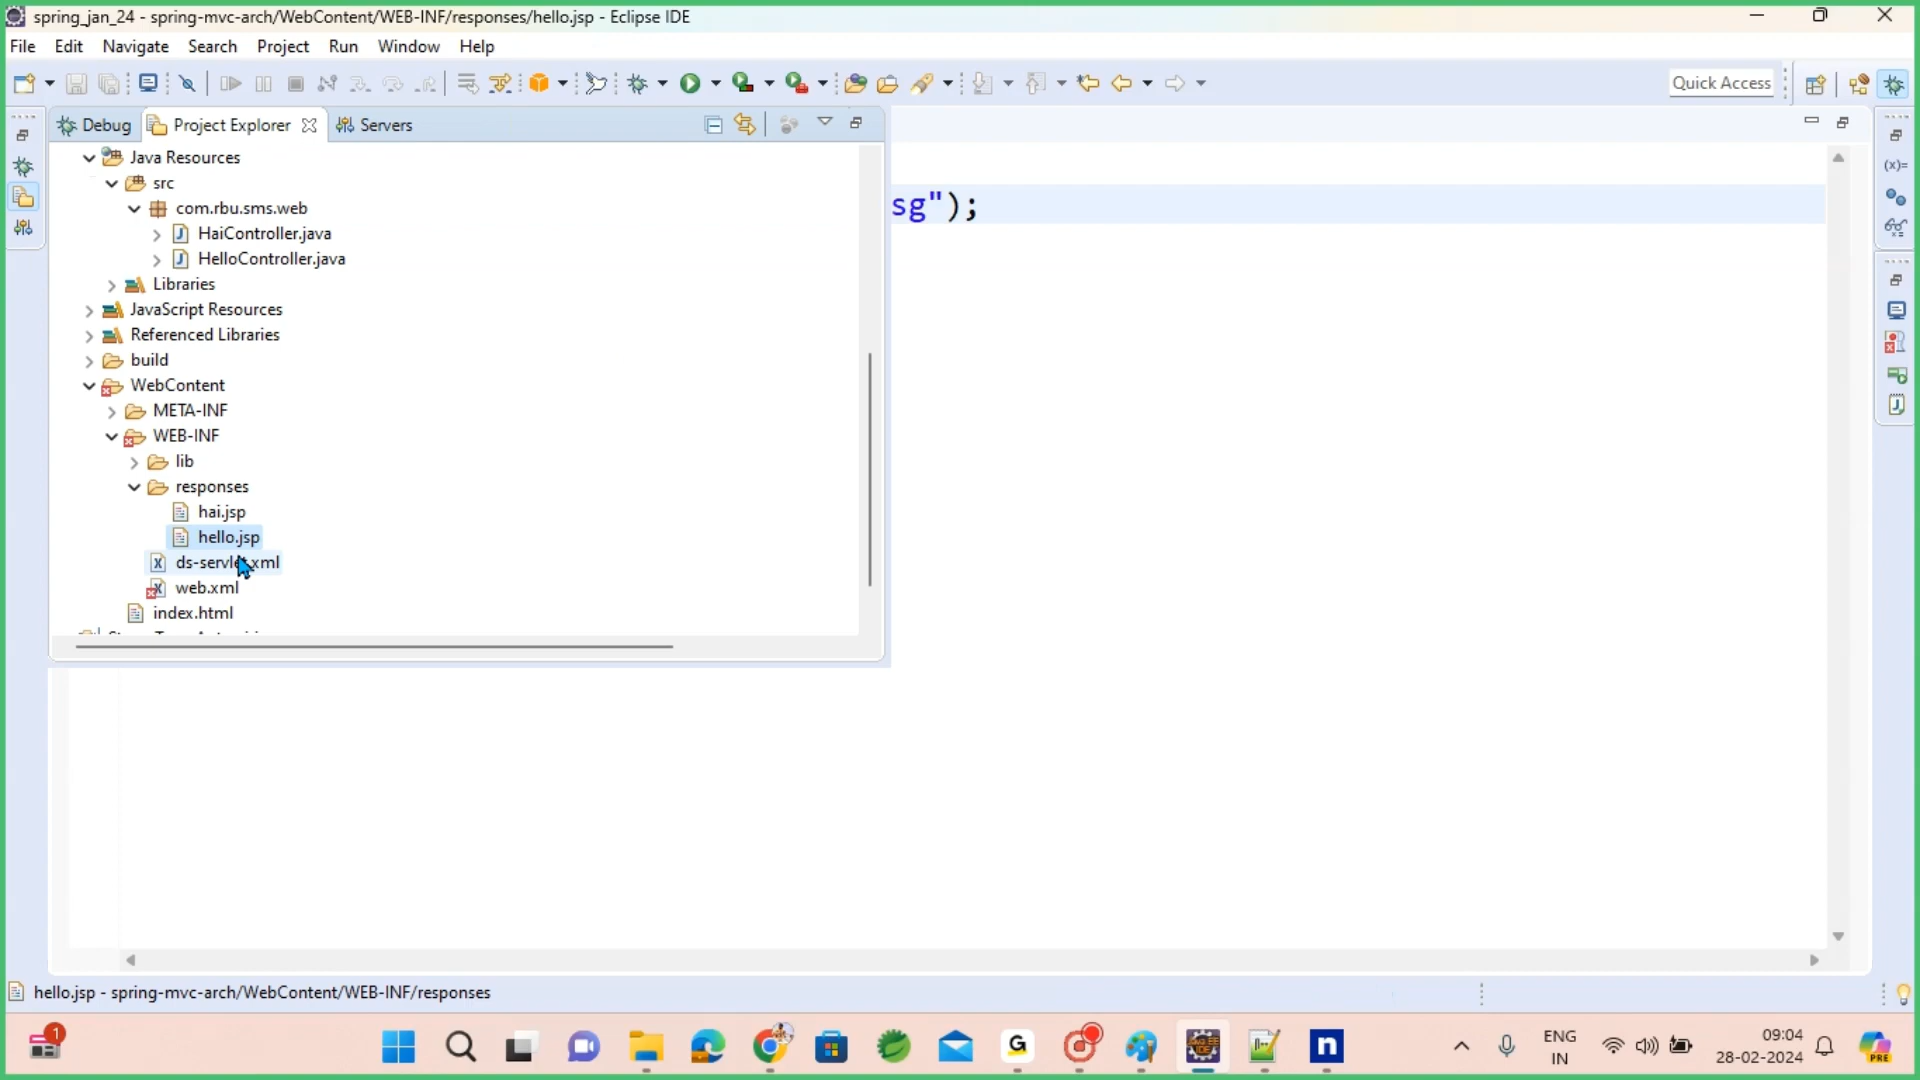 spring_jan_24 - spring-mvc-arch/WebContent/WEB-INF/responses/hello.jsp - Eclipse IDE
File Edit Navigate Search Project Run Window Help
Quick Access
Debug Project Explorer Servers
Java Resources
src
sg");
com.rbu.sms.web
HaiController.java
HelloController.java
Libraries
JavaScript Resources
Referenced Libraries
build
WebContent
META-INF
WEB-INF
lib
responses
hai.jsp
hello.jsp
ds-servlet.xml
web.xml
index.html
hello.jsp - spring-mvc-arch/WebContent/WEB-INF/responses
1
ENG
IN
09:04
28-02-2024
PRE